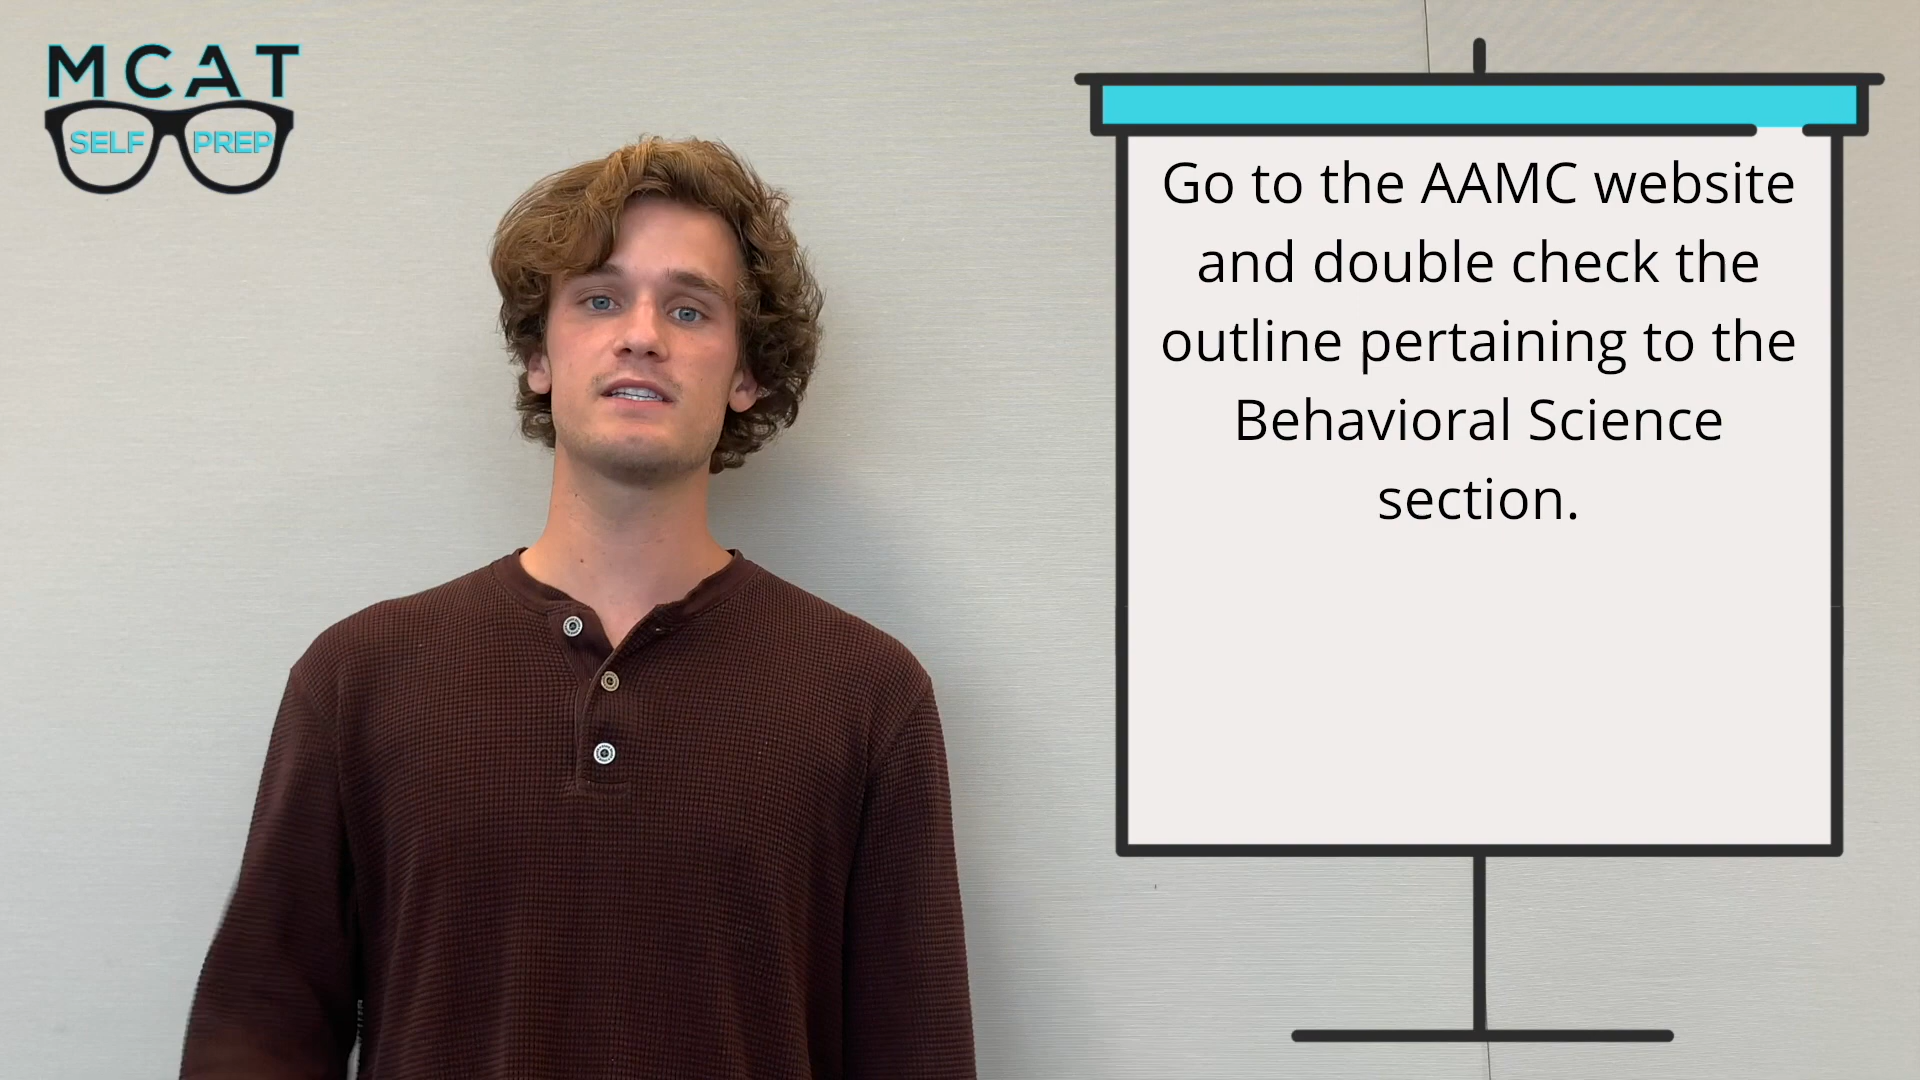 MCAT
SELF PREP
Go to the AAMC website
and double check the
outline pertaining to the
Behavioral Science
section.